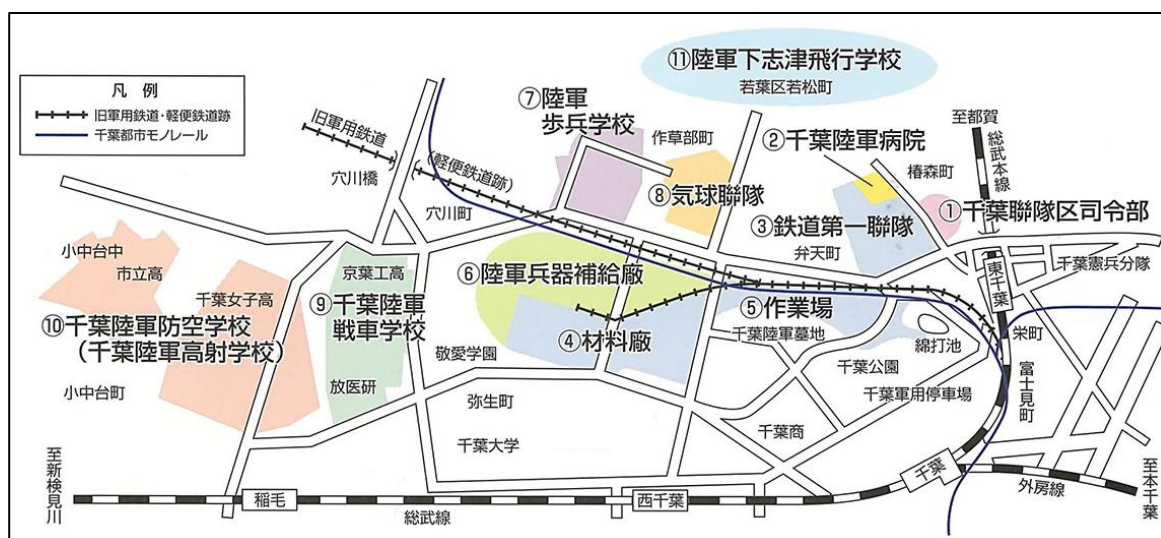 凡例
旧軍用鉄道・軽便鉄道跡
千葉都市モノレール
⑪陸軍下志津飛行学校
若葉区若松町
⑦陸軍
歩兵学校
作草部町
②千葉陸軍病院
至都賀
総武本線
椿森町
旧軍用鉄道
(軽便鉄道跡)
穴川橋
穴川町
⑧気球聯隊
③鉄道第一聯隊
①千葉聯隊区司令部
弁天町
東千葉
千葉憲兵分隊
小中台中
市立高
京葉工高
⑥陸軍兵器補給廠
千葉女子高
⑨千葉陸軍
戦車学校
⑤作業場
⑩千葉陸軍防空学校
(千葉陸軍高射学校)
④材料廠
千葉陸軍墓地
綿打池
栄町
敬愛学園
千葉公園
小中台町
放医研
千葉軍用停車場
富士見町
弥生町
千葉商
千葉大学
至新検見川
稲毛
総武線
西千葉
千葉
外房線
至本千葉